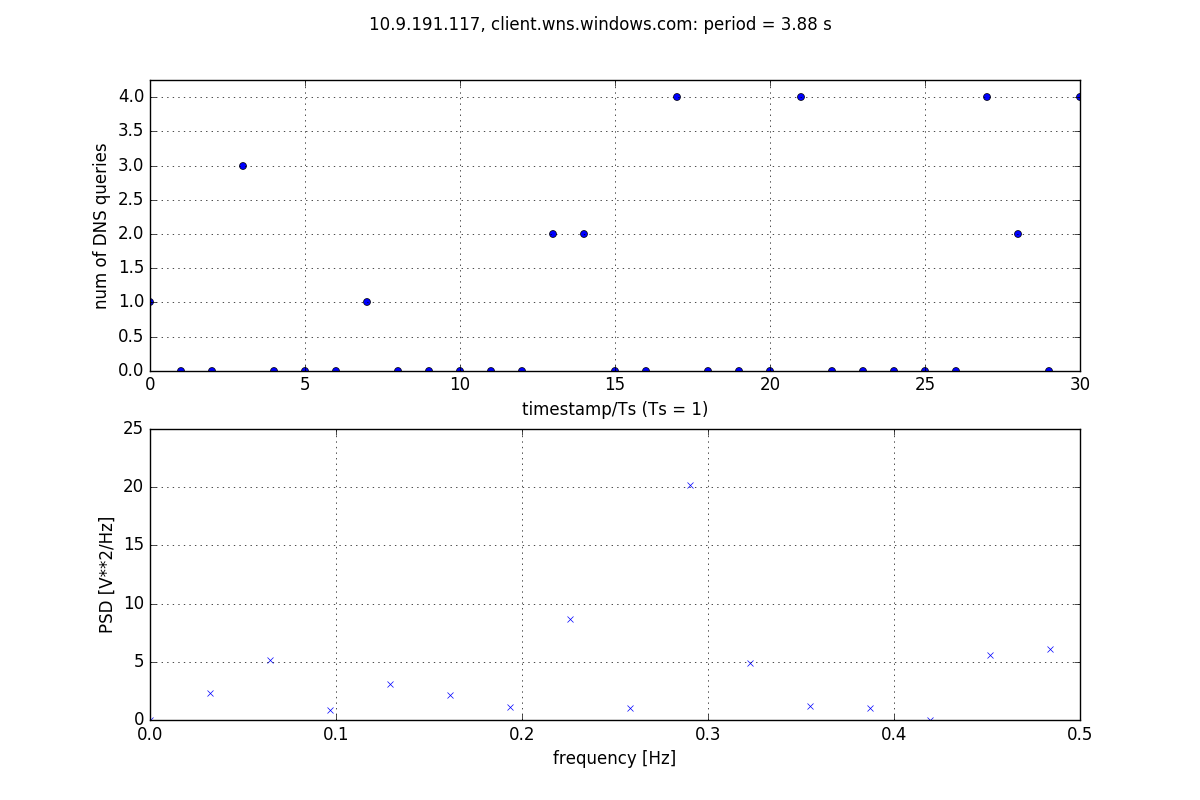 10.9.191.117, client.wns.windows.com: period = 3.88 s
4.0
3.5
3.0
2.5
2.0
1.5
1.0
0.5
0.0
num of DNS queries
0 5 10 15 20 25 30
timestamp/Ts (Ts = 1)
25
20
15
10
5
0
PSD [V**2/Hz]
0.0 0.1 0.2 0.3 0.4 0.5
frequency [Hz]